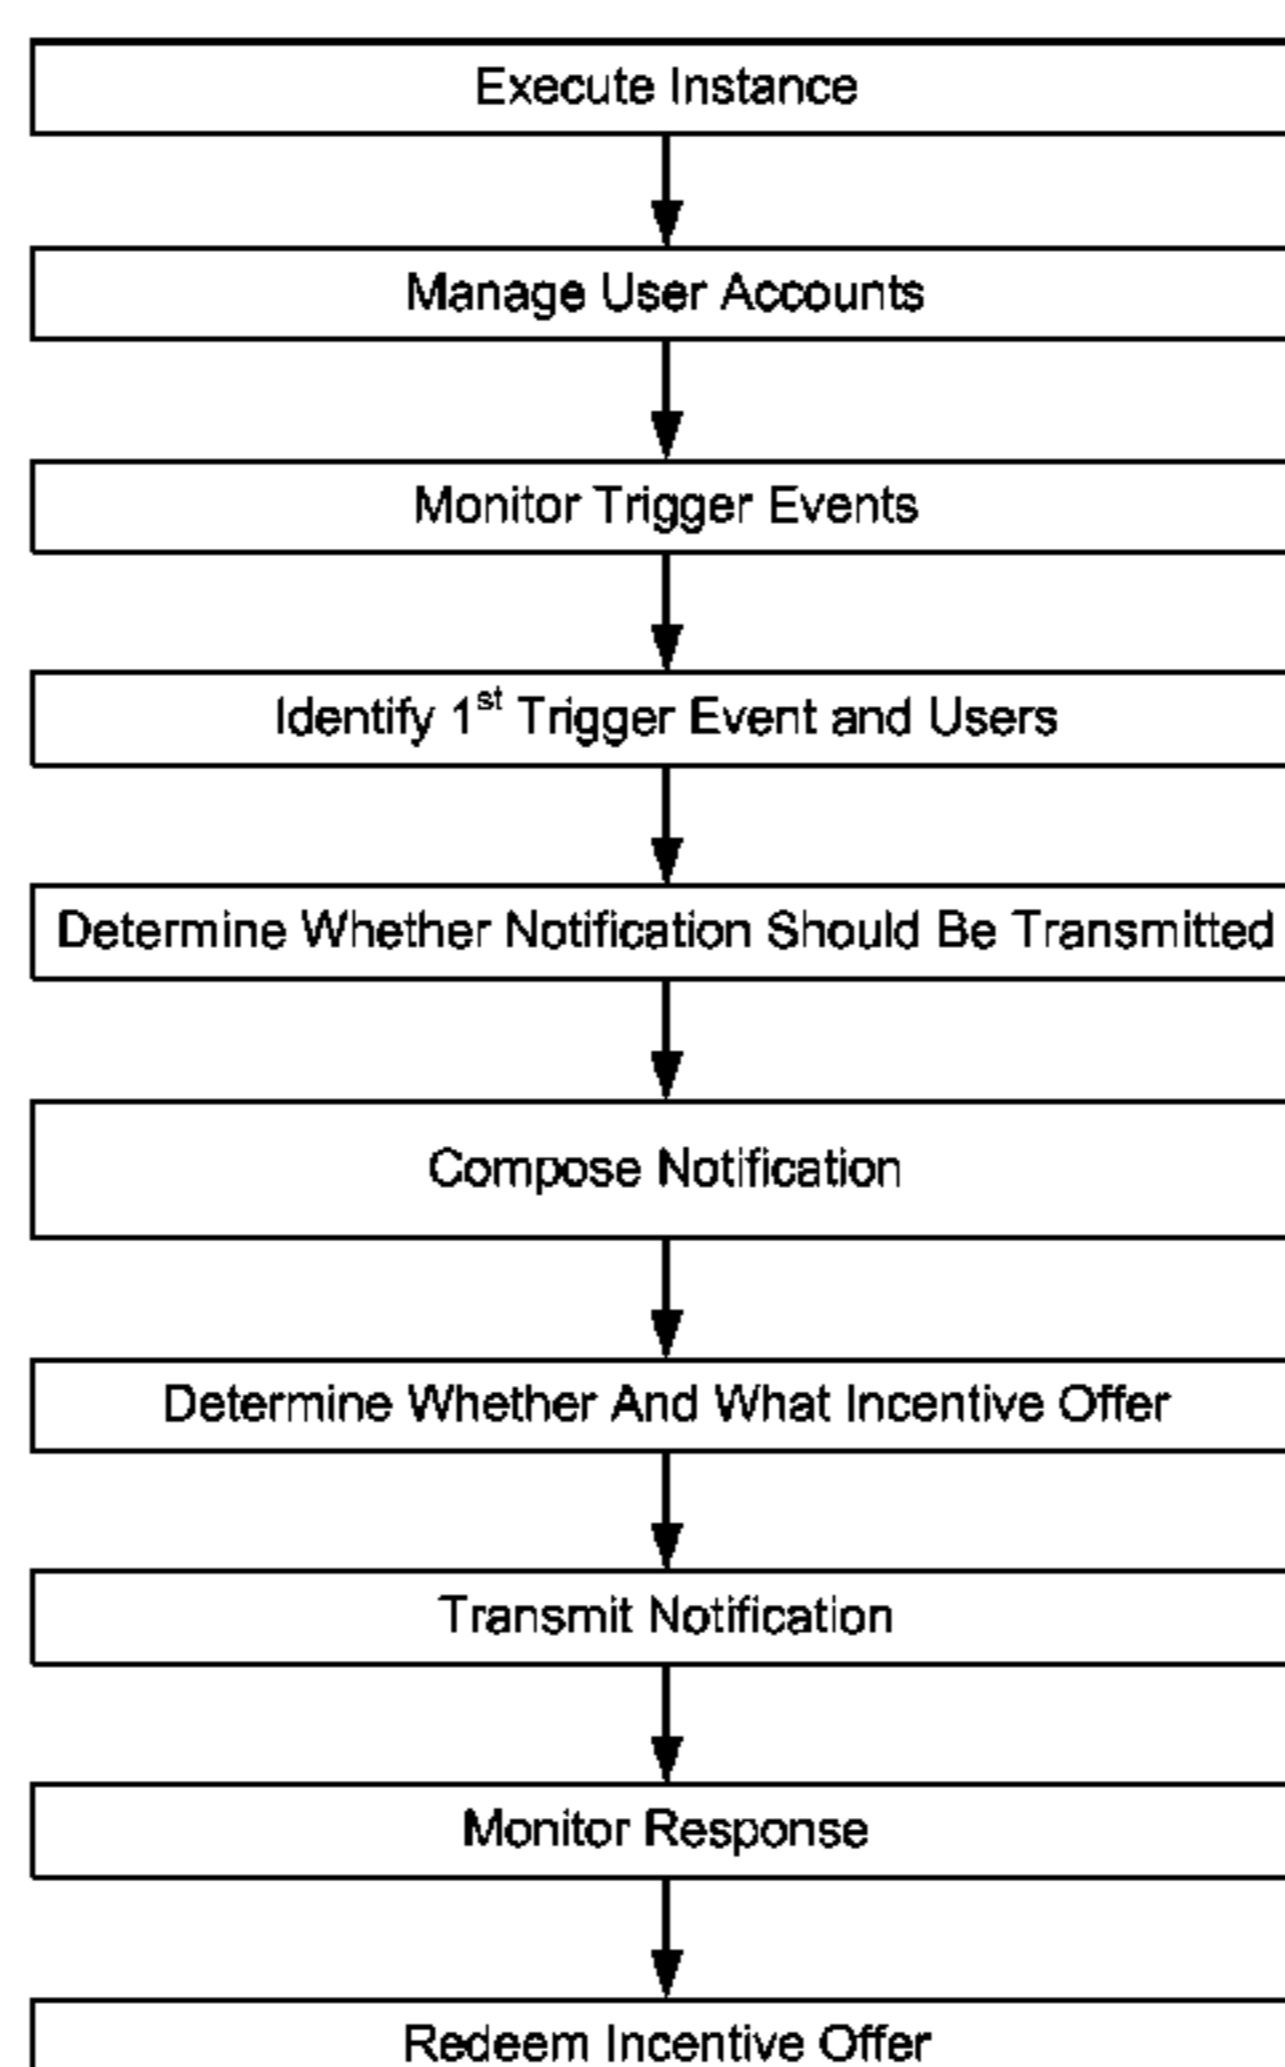 Execute Instance
Manage User Accounts
Monitor Trigger Events
Identify 1st Trigger Event and Users
Determine Whether Notification Should Be Transmitted
Compose Notification
Determine Whether And What Incentive Offer
Transmit Notification
Monitor Response
Redeem Incentive Offer